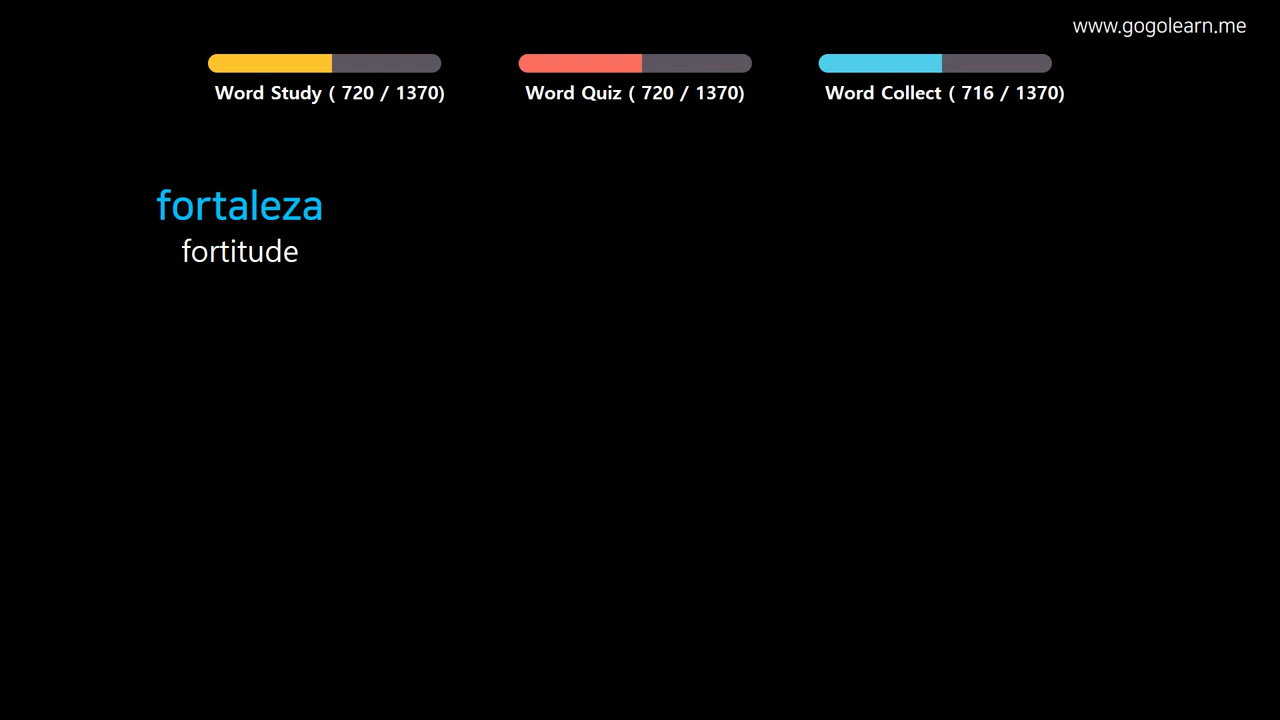 www.gogolearn.me
Word Study ( 720 / 1370)
Word Quiz ( 720 / 1370)
Word Collect ( 716 / 1370)
fortaleza
fortitude